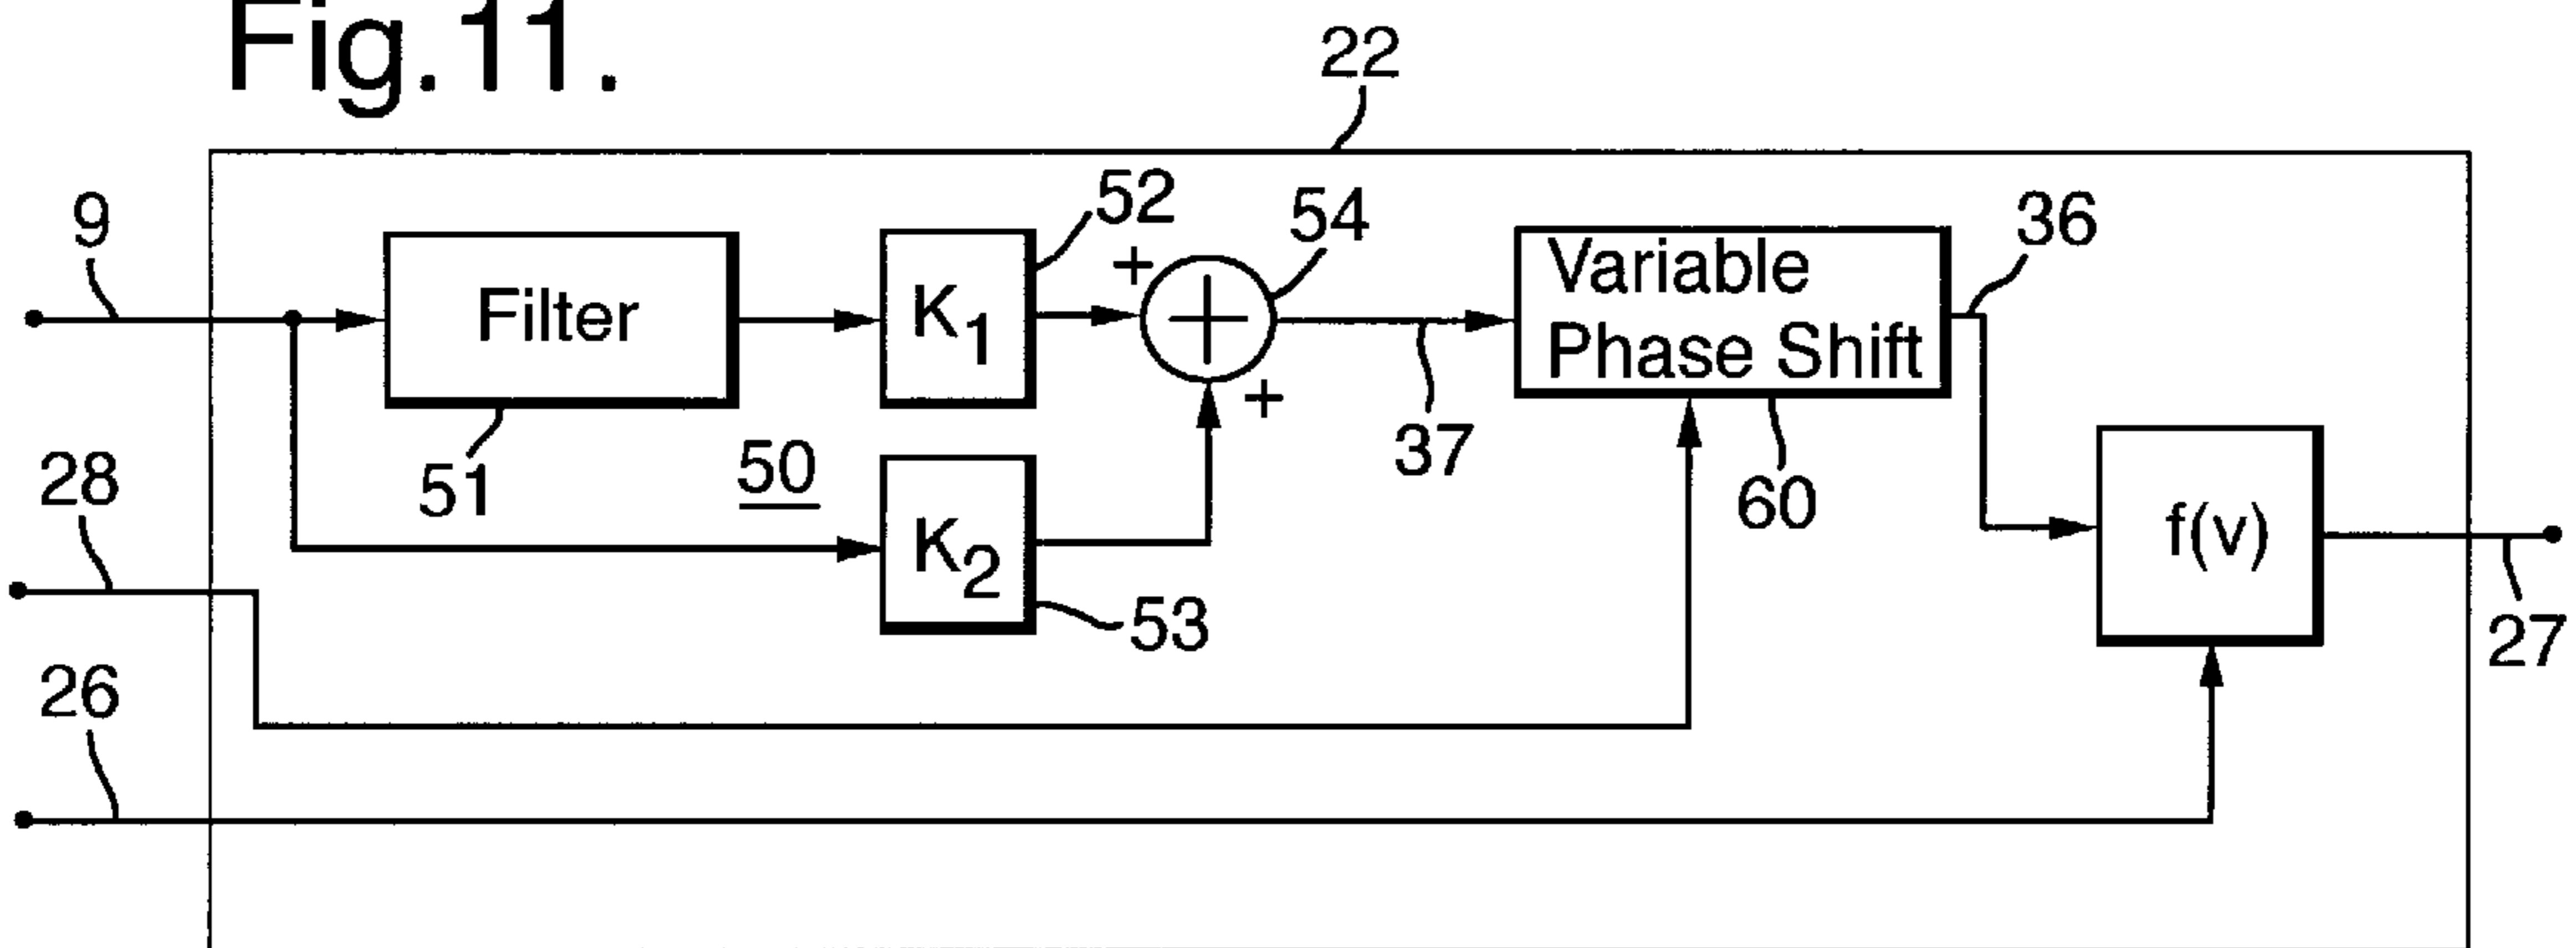 Fig.11.
22
9
52
54
36
+
Filter
K1
Variable
Phase Shift
+
37
51
50
60
28
K2
f(v)
53
27
26